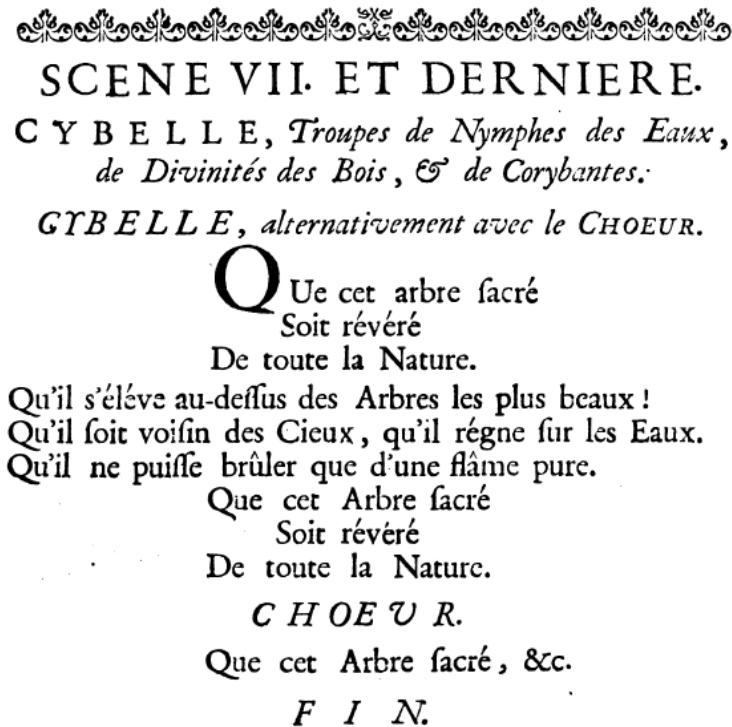 SCENE VII. ET DERNIERE.
CYBELLE, Troupes de Nymphes des Eaux,
de Divinités des Bois, & de Corybantes.
CYBELLE, alternativement avec le CHOEUR.
QUe cet arbre ſacré
Soit révéré
De toute la Nature.
Qu'il s'éléve au-deſſus des Arbres les plus beaux !
Qu'il ſoit voiſin des Cieux, qu'il régne ſur les Eaux.
Qu'il ne puiſſe brûler que d'une flâme pure.
Que cet Arbre ſacré
Soit révéré
De toute la Nature.
CHOEUR.
Que cet Arbre ſacré, &c.
FIN.